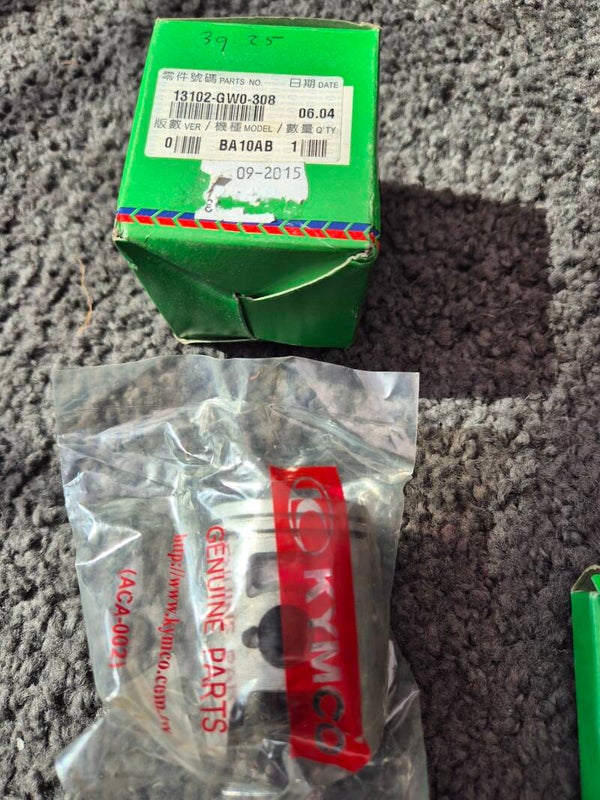 39.25
零件號碼 PARTS NO. 日期 DATE
13102-GW0-308 06.04
版數 VER / 機種 MODEL / 數量 Q'TY
0 BA10AB 1
09-2015
KYMCO
GENUINE PARTS
http://www.kymco.com.tw
(ACA-002)